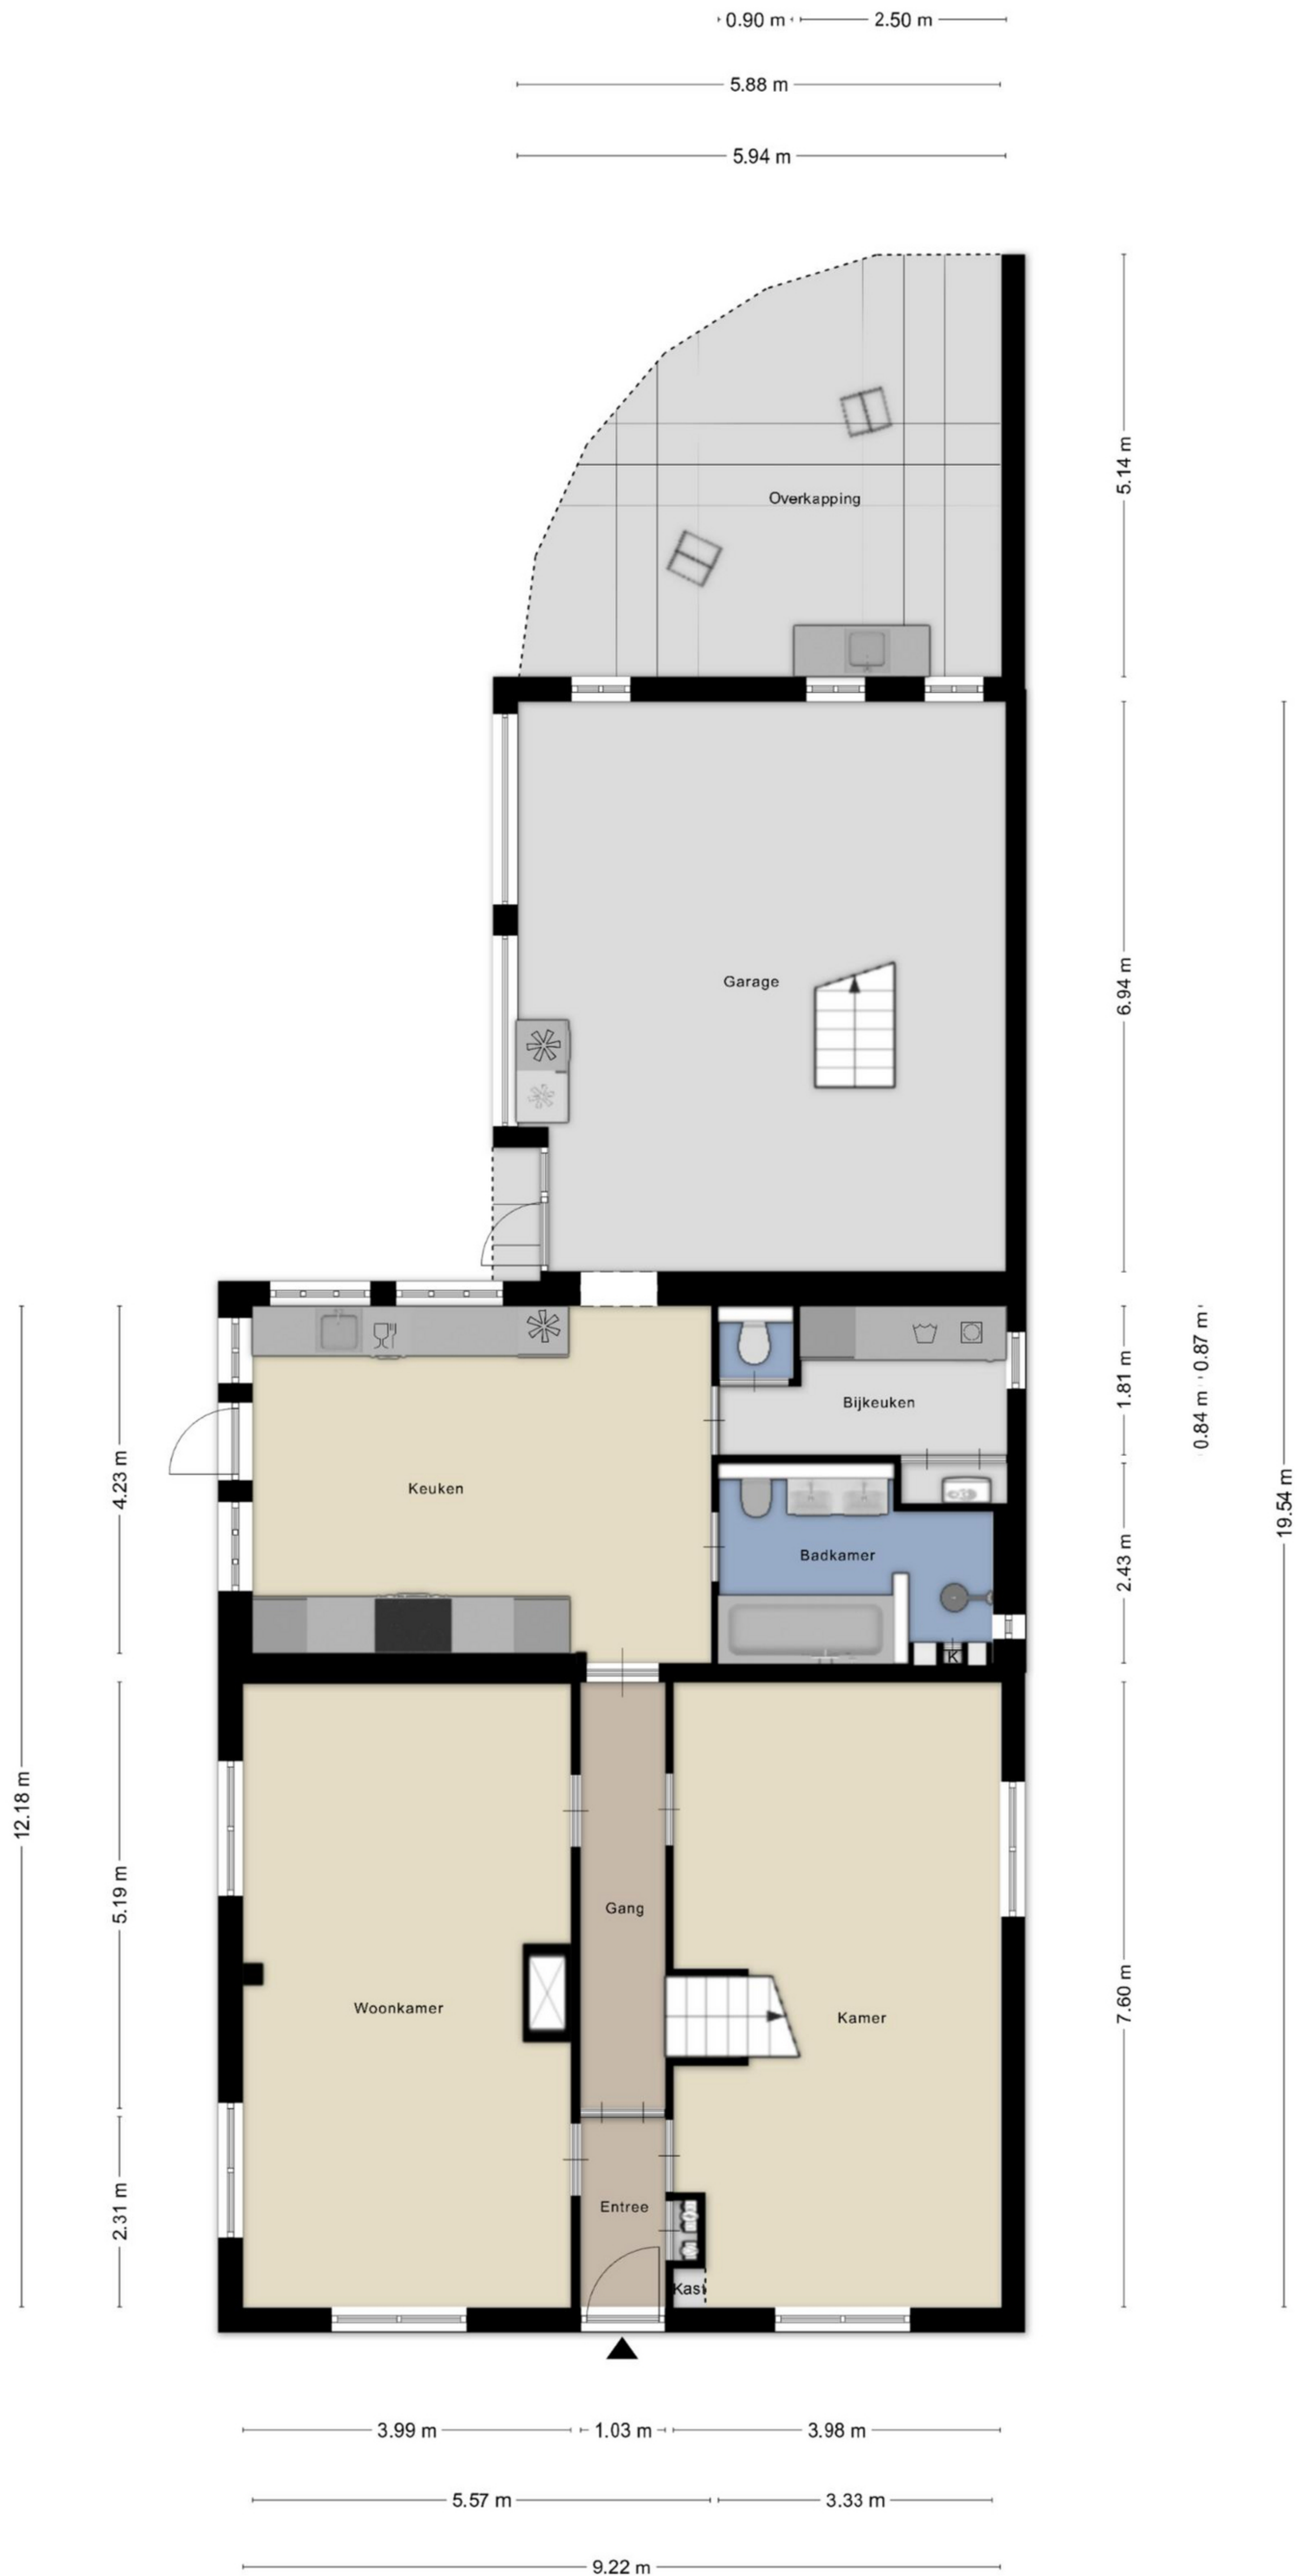 0.90 m
2.50 m
5.88 m
5.94 m
5.14 m
Overkapping
6.94 m
Garage
0.87 m
0.84 m
1.81 m
Bijkeuken
4.23 m
Keuken
19.54 m
2.43 m
Badkamer
K
12.18 m
5.19 m
Gang
7.60 m
Woonkamer
Kamer
2.31 m
Entree
Kast
3.99 m
1.03 m
3.98 m
5.57 m
3.33 m
9.22 m